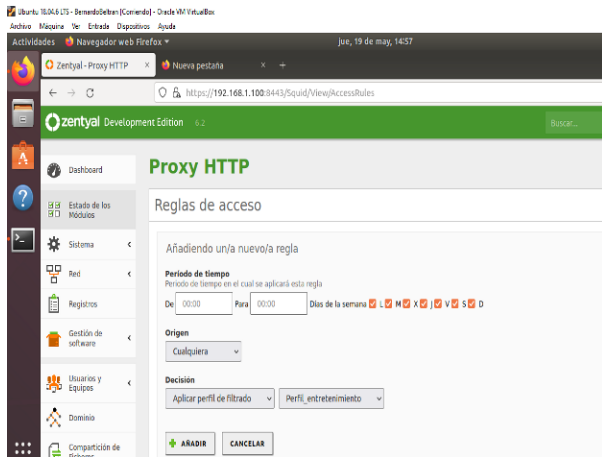 Ubuntu 18.04.6 LTS - BernardoBeltran [Corriendo] - Oracle VM VirtualBox
Archivo Máquina Ver Entrada Dispositivos Ayuda
Actividades Navegador web Firefox jue, 19 de may, 14:57
Zentyal - Proxy HTTP × Nueva pestaña × +
https://192.168.1.100:8443/Squid/View/AccessRules
zentyal Development Edition 6.2 Buscar...
Dashboard
Estado de los
Módulos
Sistema
Red
Registros
Gestión de
software
Usuarios y
Equipos
Dominio
Compartición de
Ficheros
Proxy HTTP
Reglas de acceso
Añadiendo un/a nuevo/a regla
Periodo de tiempo
Periodo de tiempo en el cual se aplicará esta regla
De 00:00 Para 00:00 Días de la semana L M X J V S D
Origen
Cualquiera
Decisión
Aplicar perfil de filtrado Perfil_entretenimiento
+ AÑADIR CANCELAR